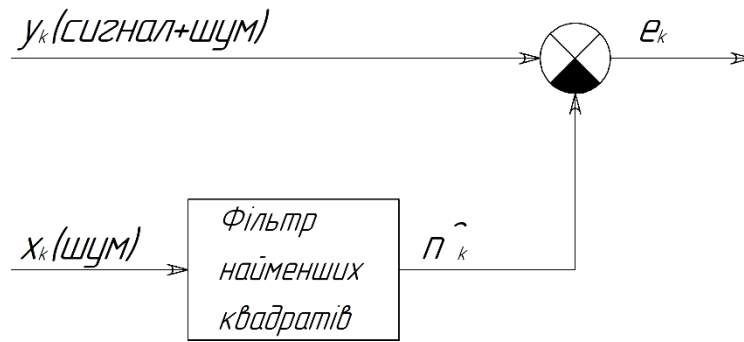 yₖ(сигнал+шум)
eₖ
xₖ(шум)
Фільтр
найменших
квадратів
n̂ₖ